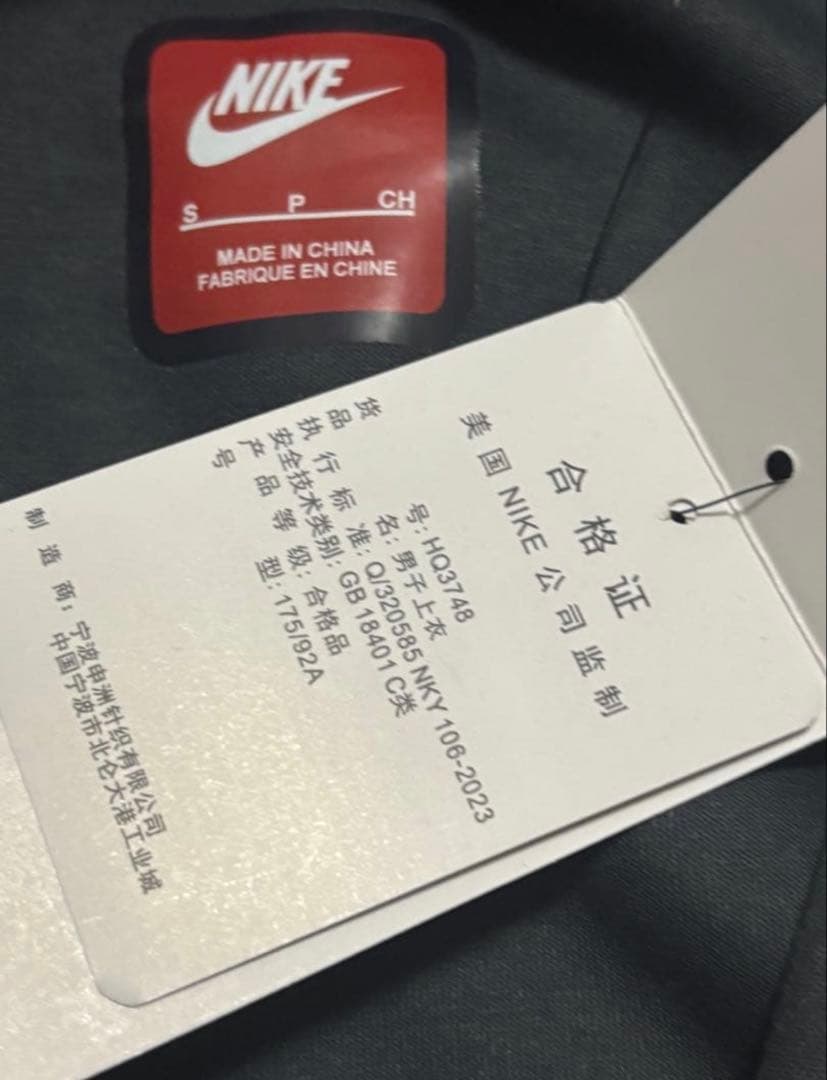 NIKE
S P CH
MADE IN CHINA
FABRIQUE EN CHINE
合格证
美国NIKE公司监制
货号: HQ3748
品名: 男子上衣
执行标准: Q/320585 NKY 106-2023
安全技术类别: GB 18401 C类
产品等级: 合格品
号型: 175/92A
制造商: 宁波申洲针织有限公司
中国宁波市北仑大港工业城